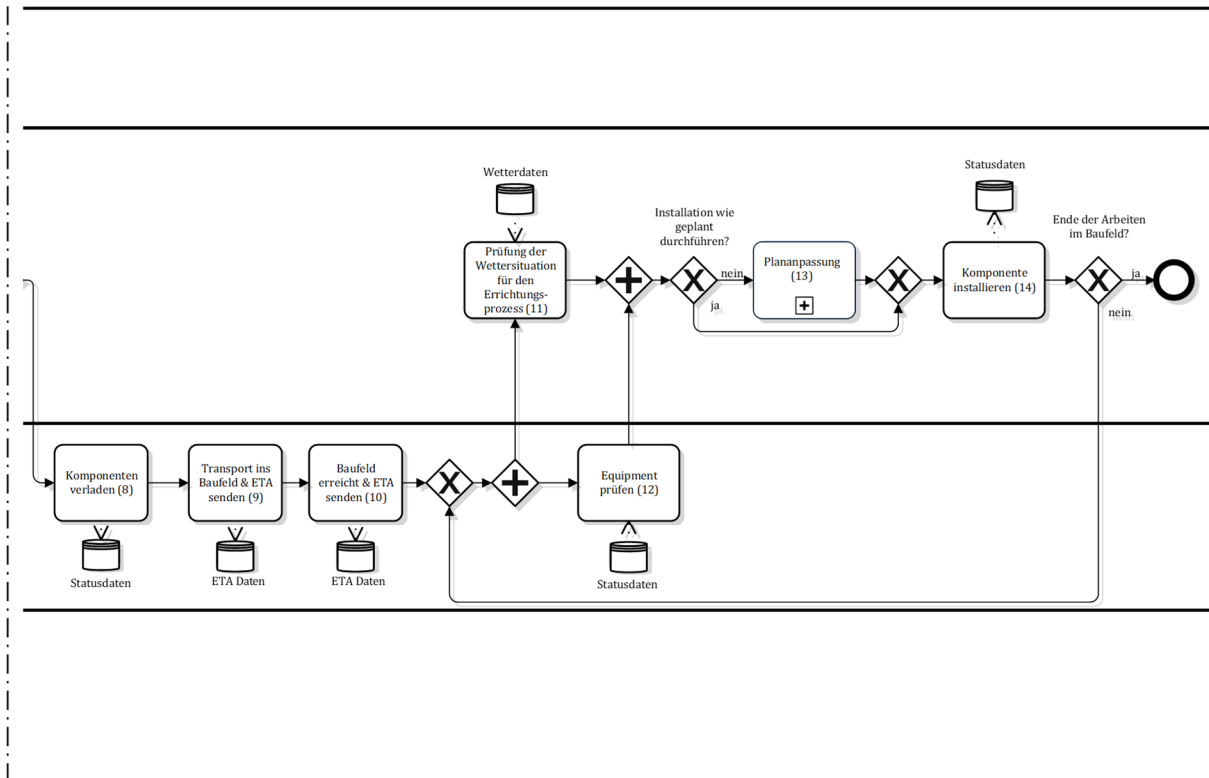 Wetterdaten
Prüfung der
Wettersituation
für den
Errichtungs-
prozess (11)
Installation wie
geplant
durchführen?
nein
ja
Plananpassung
(13)
Statusdaten
Komponente
installieren (14)
Ende der Arbeiten
im Baufeld?
ja
nein
Komponenten
verladen (8)
Statusdaten
Transport ins
Baufeld & ETA
senden (9)
ETA Daten
Baufeld
erreicht & ETA
senden (10)
ETA Daten
Equipment
prüfen (12)
Statusdaten